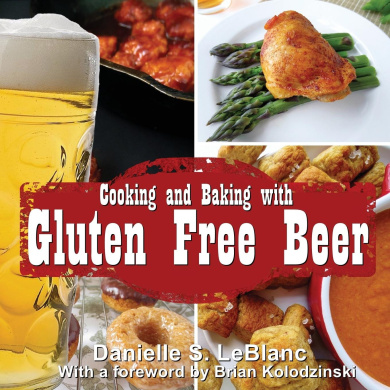 Cooking and Baking with
Gluten Free Beer
Danielle S. LeBlanc
With a foreword by Brian Kolodzinski